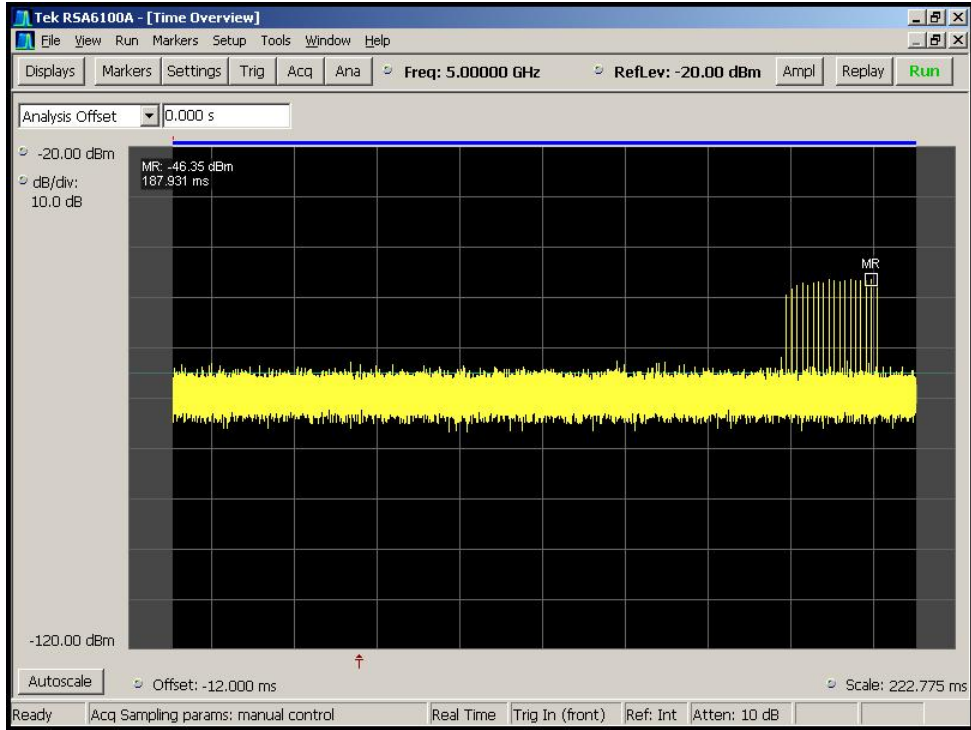 Tek RSA6100A - [Time Overview]
File View Run Markers Setup Tools Window Help
Displays Markers Settings Trig Acq Ana Freq: 5.00000 GHz RefLev: -20.00 dBm Ampl Replay Run
Analysis Offset 0.000 s
-20.00 dBm
dB/div:
10.0 dB
MR: -46.35 dBm
187.931 ms
MR
-120.00 dBm
Autoscale Offset: -12.000 ms Scale: 222.775 ms
Ready Acq Sampling params: manual control Real Time Trig In (front) Ref: Int Atten: 10 dB